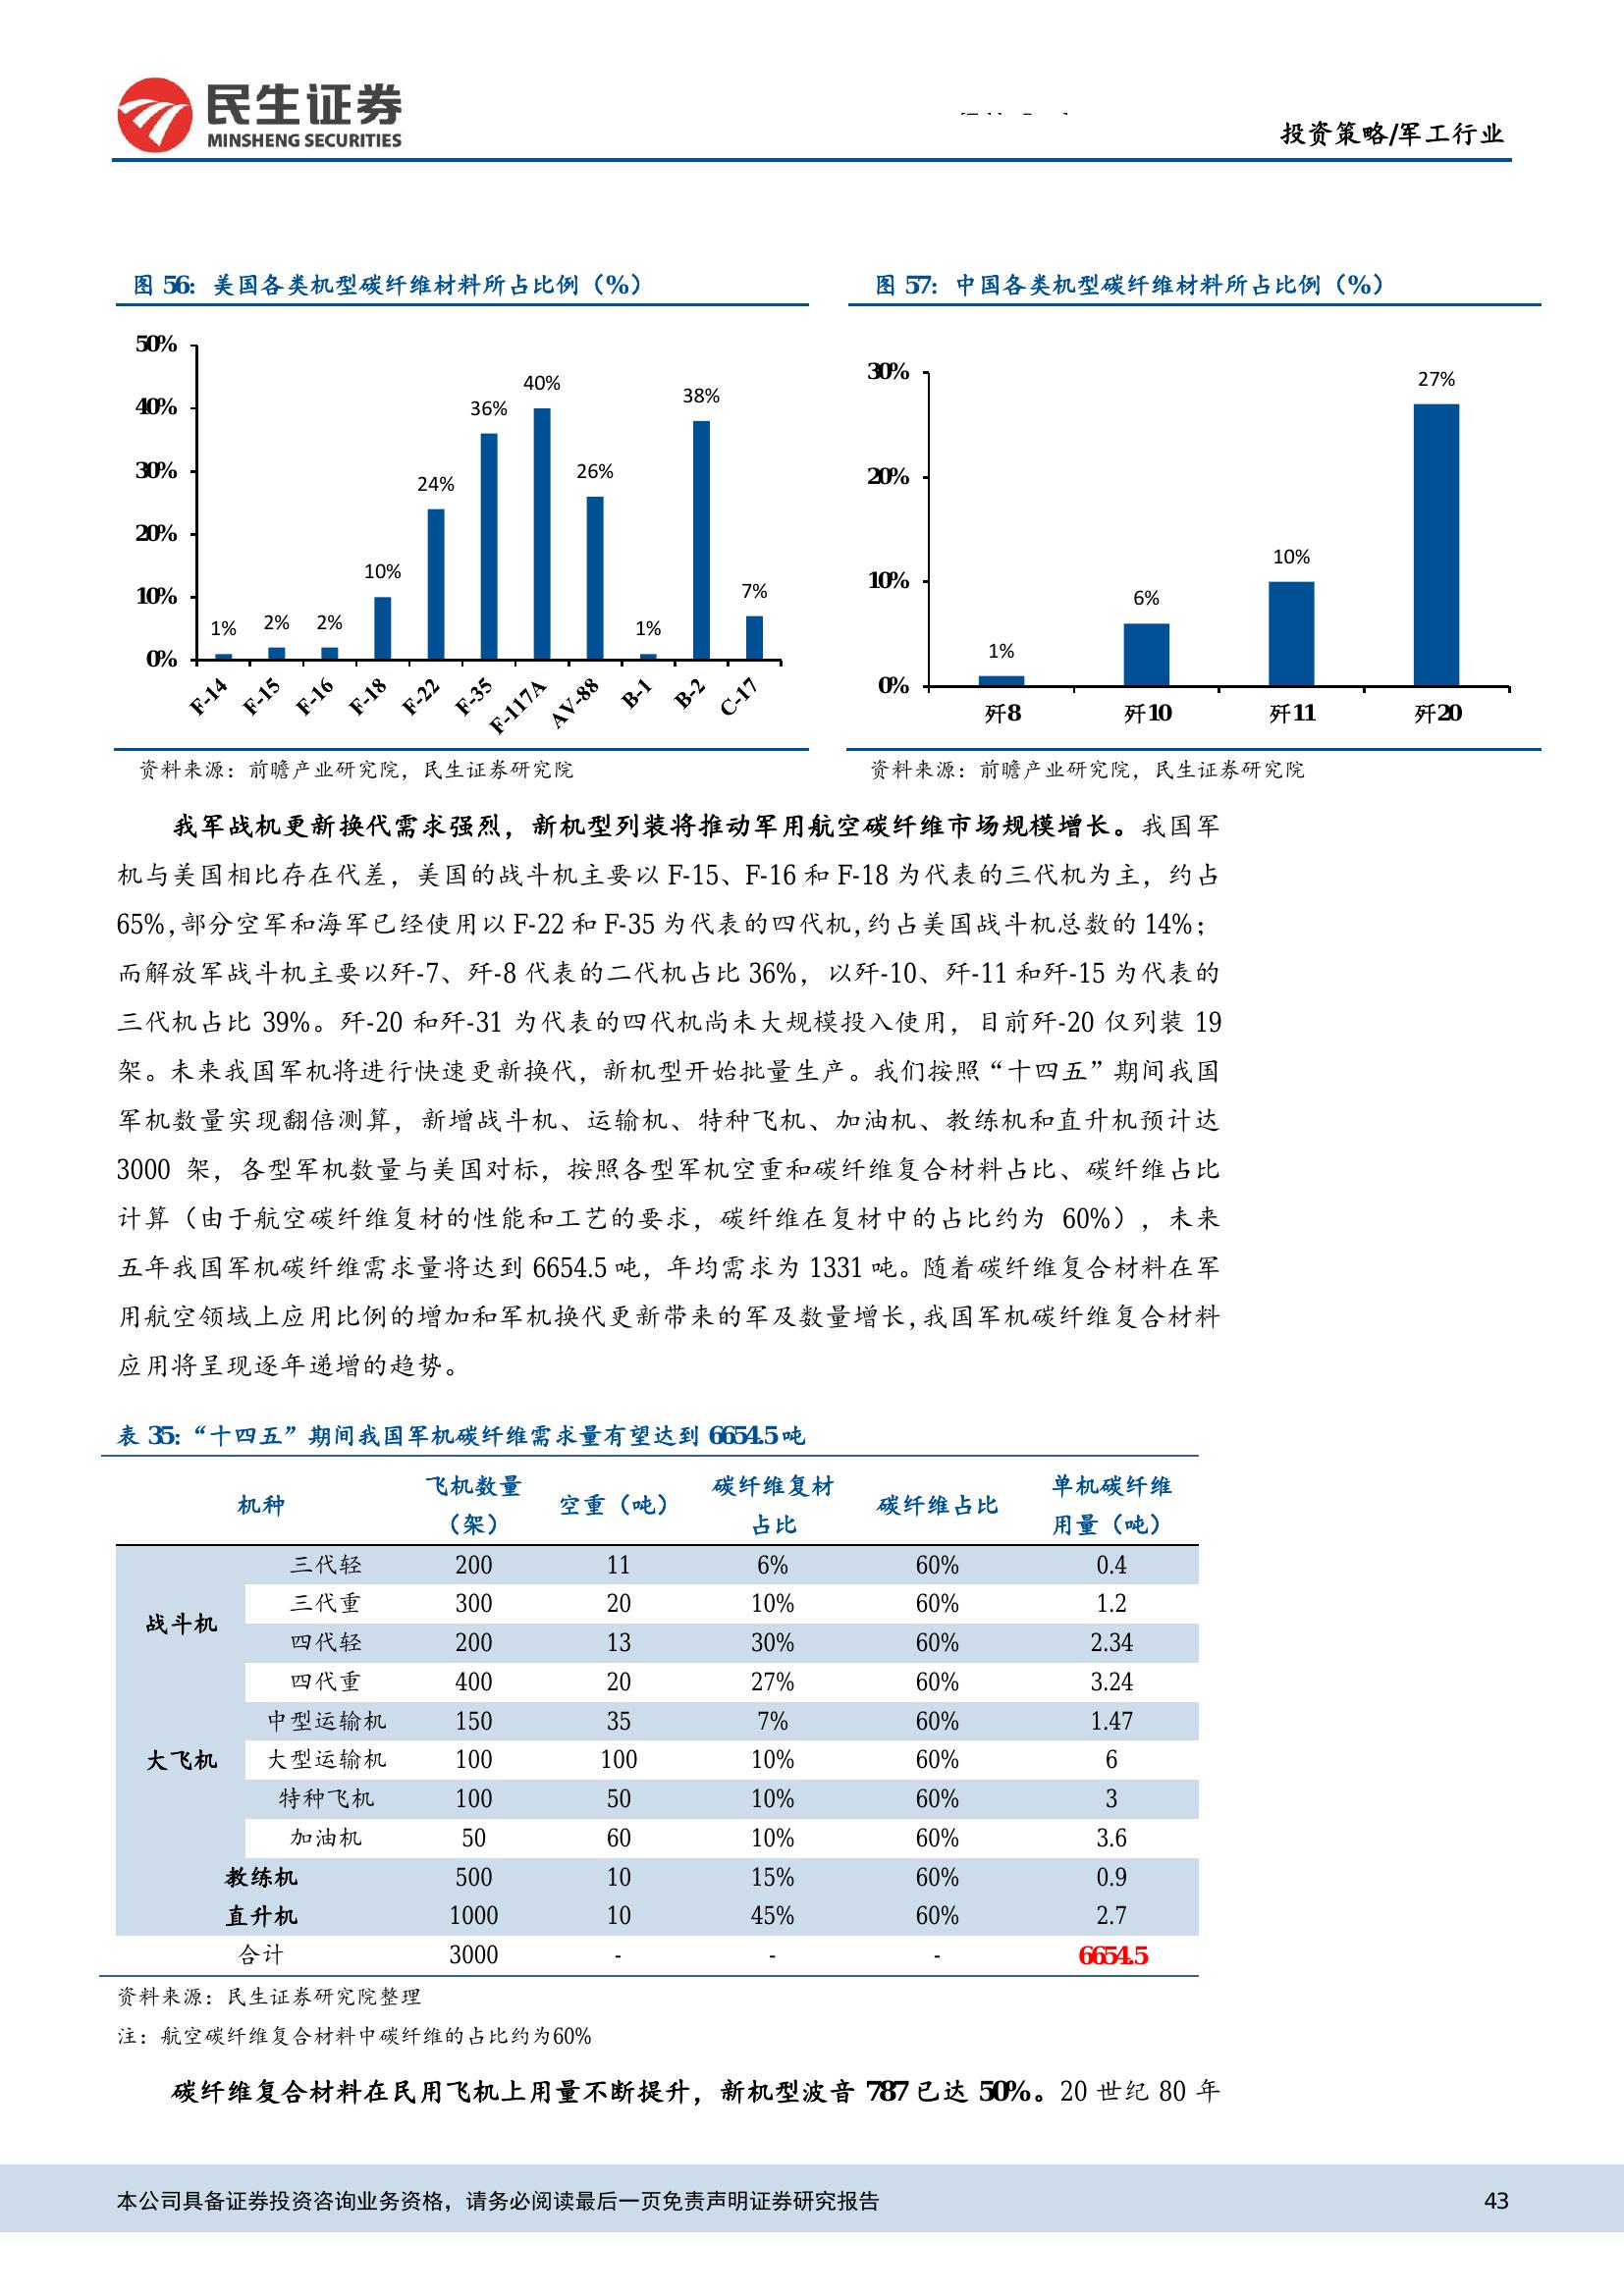 民生证券
MINSHENG SECURITIES
投资策略/军工行业
图 56：美国各类机型碳纤维材料所占比例（%）
50%
40%
30%
20%
10%
0%
1%
2%
2%
10%
24%
36%
40%
26%
1%
38%
7%
F-14
F-15
F-16
F-18
F-22
F-35
F-117A
AV-88
B-1
B-2
C-17
资料来源：前瞻产业研究院，民生证券研究院
图 57：中国各类机型碳纤维材料所占比例（%）
30%
20%
10%
0%
1%
6%
10%
27%
歼8
歼10
歼11
歼20
资料来源：前瞻产业研究院，民生证券研究院
我军战机更新换代需求强烈，新机型列装将推动军用航空碳纤维市场规模增长。我国军
机与美国相比存在代差，美国的战斗机主要以 F-15、F-16 和 F-18 为代表的三代机为主，约占
65%，部分空军和海军已经使用以 F-22 和 F-35 为代表的四代机，约占美国战斗机总数的 14%；
而解放军战斗机主要以歼-7、歼-8 代表的二代机占比 36%，以歼-10、歼-11 和歼-15 为代表的
三代机占比 39%。歼-20 和歼-31 为代表的四代机尚未大规模投入使用，目前歼-20 仅列装 19
架。未来我国军机将进行快速更新换代，新机型开始批量生产。我们按照“十四五”期间我国
军机数量实现翻倍测算，新增战斗机、运输机、特种飞机、加油机、教练机和直升机预计达
3000 架，各型军机数量与美国对标，按照各型军机空重和碳纤维复合材料占比、碳纤维占比
计算（由于航空碳纤维复材的性能和工艺的要求，碳纤维在复材中的占比约为 60%），未来
五年我国军机碳纤维需求量将达到 6654.5 吨，年均需求为 1331 吨。随着碳纤维复合材料在军
用航空领域上应用比例的增加和军机换代更新带来的军及数量增长，我国军机碳纤维复合材料
应用将呈现逐年递增的趋势。
表 35：“十四五”期间我国军机碳纤维需求量有望达到 6654.5 吨
机种 飞机数量（架） 空重（吨） 碳纤维复材占比 碳纤维占比 单机碳纤维用量（吨）
战斗机 三代轻 200 11 6% 60% 0.4
三代重 300 20 10% 60% 1.2
四代轻 200 13 30% 60% 2.34
四代重 400 20 27% 60% 3.24
大飞机 中型运输机 150 35 7% 60% 1.47
大型运输机 100 100 10% 60% 6
特种飞机 100 50 10% 60% 3
加油机 50 60 10% 60% 3.6
教练机 500 10 15% 60% 0.9
直升机 1000 10 45% 60% 2.7
合计 3000 - - - 6654.5
资料来源：民生证券研究院整理
注：航空碳纤维复合材料中碳纤维的占比约为60%
碳纤维复合材料在民用飞机上用量不断提升，新机型波音 787 已达 50%。20 世纪 80 年
本公司具备证券投资咨询业务资格，请务必阅读最后一页免责声明证券研究报告
43